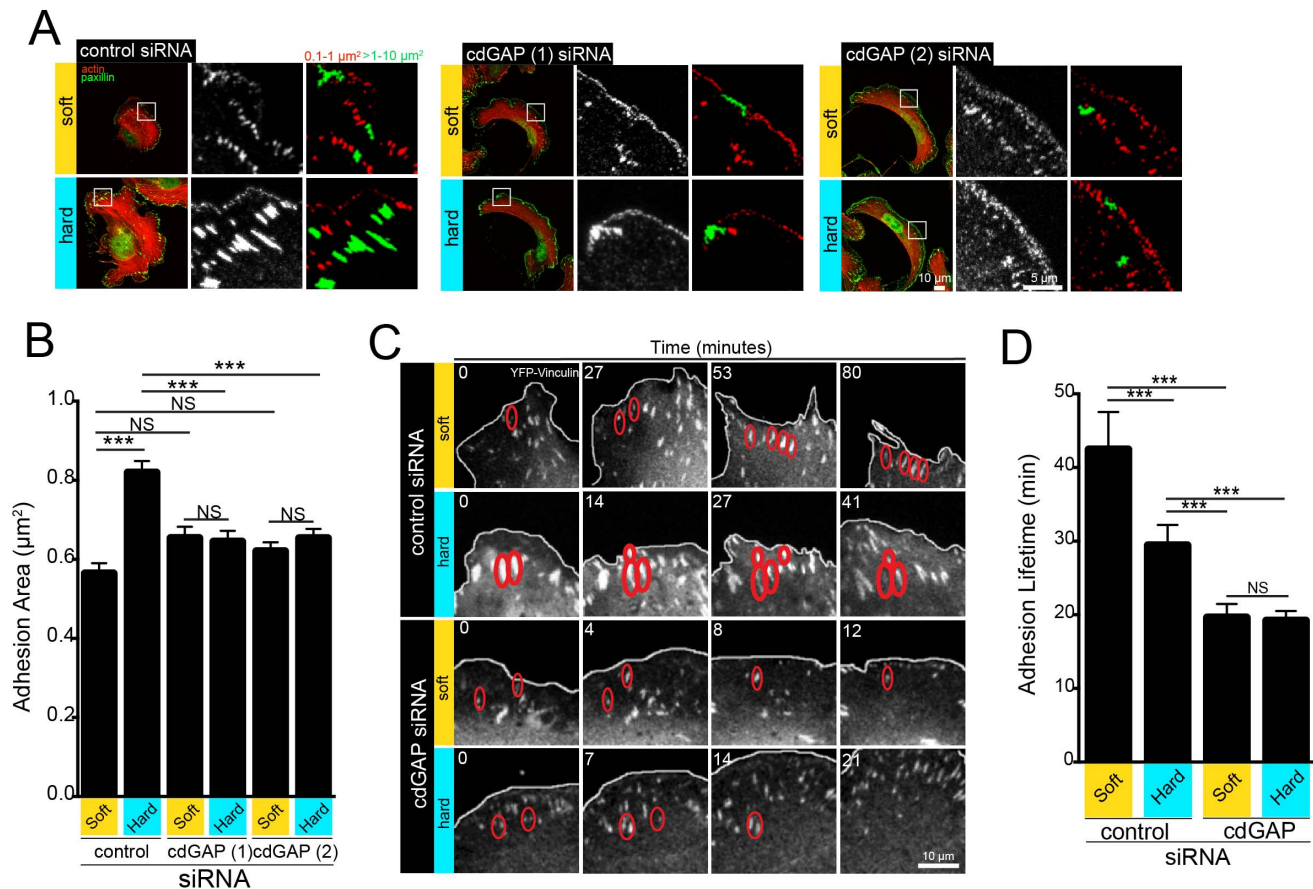 A
control siRNA
actin
paxillin
0.1-1 µm² >1-10 µm²
soft
hard
cdGAP (1) siRNA
soft
hard
cdGAP (2) siRNA
soft
hard
10 µm
5 µm
B
Adhesion Area (µm²)
1.0
0.8
0.6
0.4
0.2
0.0
***
***
NS
NS
***
NS
NS
Soft Hard Soft Hard Soft Hard
control cdGAP (1) cdGAP (2)
siRNA
C
Time (minutes)
control siRNA
soft
0 YFP-Vinculin 27 53 80
hard
0 14 27 41
cdGAP siRNA
soft
0 4 8 12
hard
0 7 14 21
10 µm
D
Adhesion Lifetime (min)
50
40
30
20
10
0
***
***
***
***
NS
Soft Hard Soft Hard
control cdGAP
siRNA